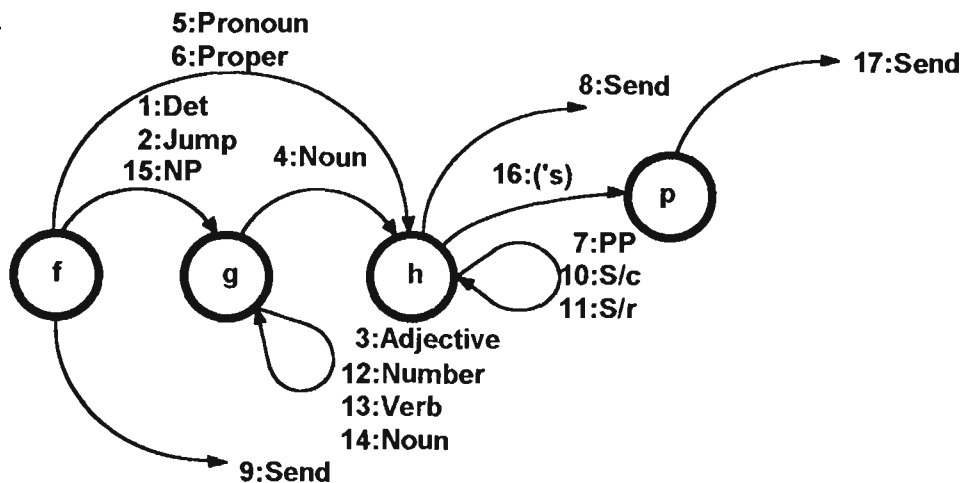 5:Pronoun
6:Proper
17:Send
8:Send
1:Det
2:Jump
15:NP
4:Noun
16:('s)
p
7:PP
10:S/c
11:S/r
f
g
h
3:Adjective
12:Number
13:Verb
14:Noun
9:Send